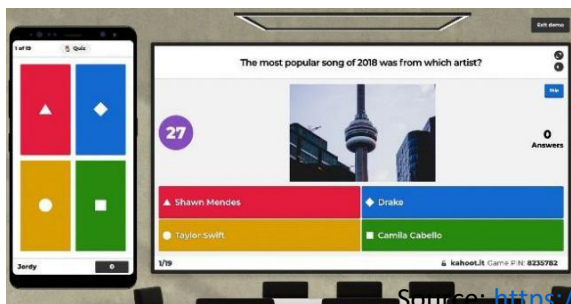 Exit demo
1 of 19
Quiz
The most popular song of 2018 was from which artist?
Skip
27
0
Answers
Shawn Mendes
Drake
Taylor Swift
Camila Cabello
Jordy
0
1/19
kahoot.it Game PIN: 8235782
Source: https:/